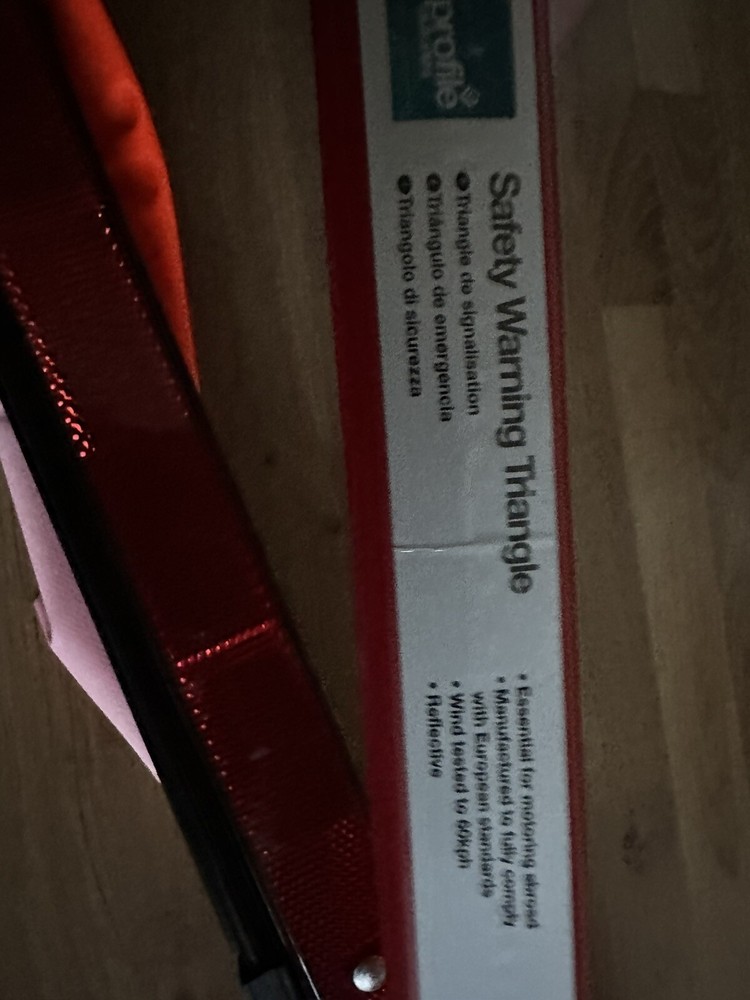 profile
Safety Warning Triangle
Triangle de signalisation
Triángulo de emergencia
Triangolo di sicurezza
• Essential for motoring abroad
• Manufactured to fully comply
with European standards
• Wind tested to 60kph
• Reflective